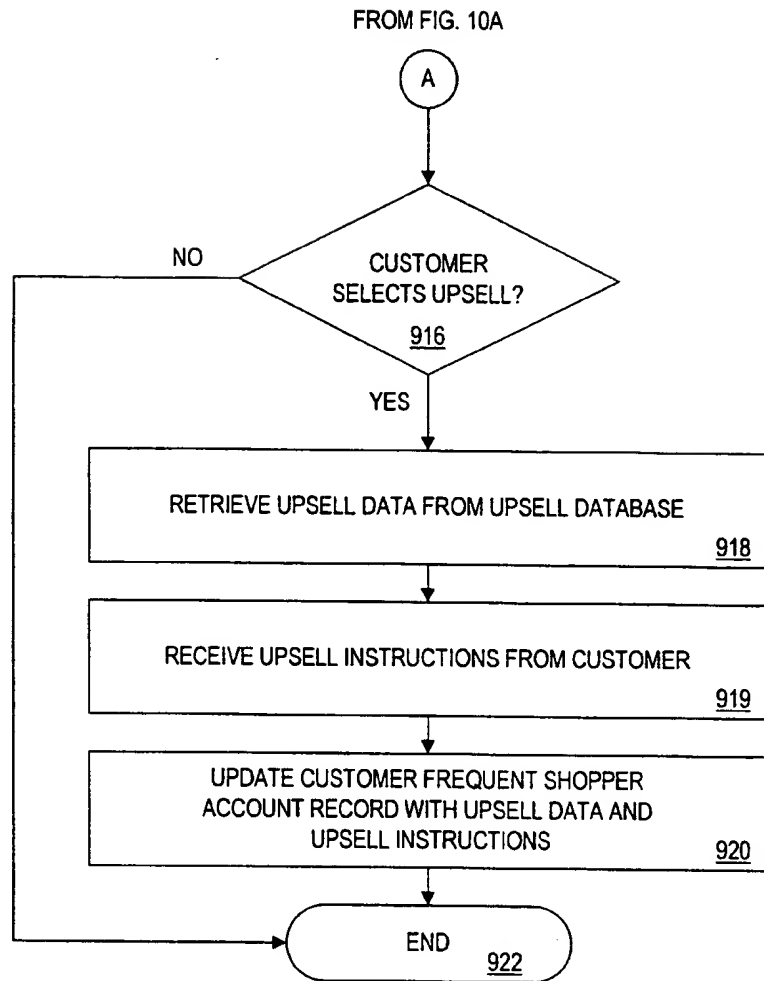 FROM FIG. 10A
A
NO
CUSTOMER
SELECTS UPSELL?
916
YES
RETRIEVE UPSELL DATA FROM UPSELL DATABASE
918
RECEIVE UPSELL INSTRUCTIONS FROM CUSTOMER
919
UPDATE CUSTOMER FREQUENT SHOPPER
ACCOUNT RECORD WITH UPSELL DATA AND
UPSELL INSTRUCTIONS
920
END
922